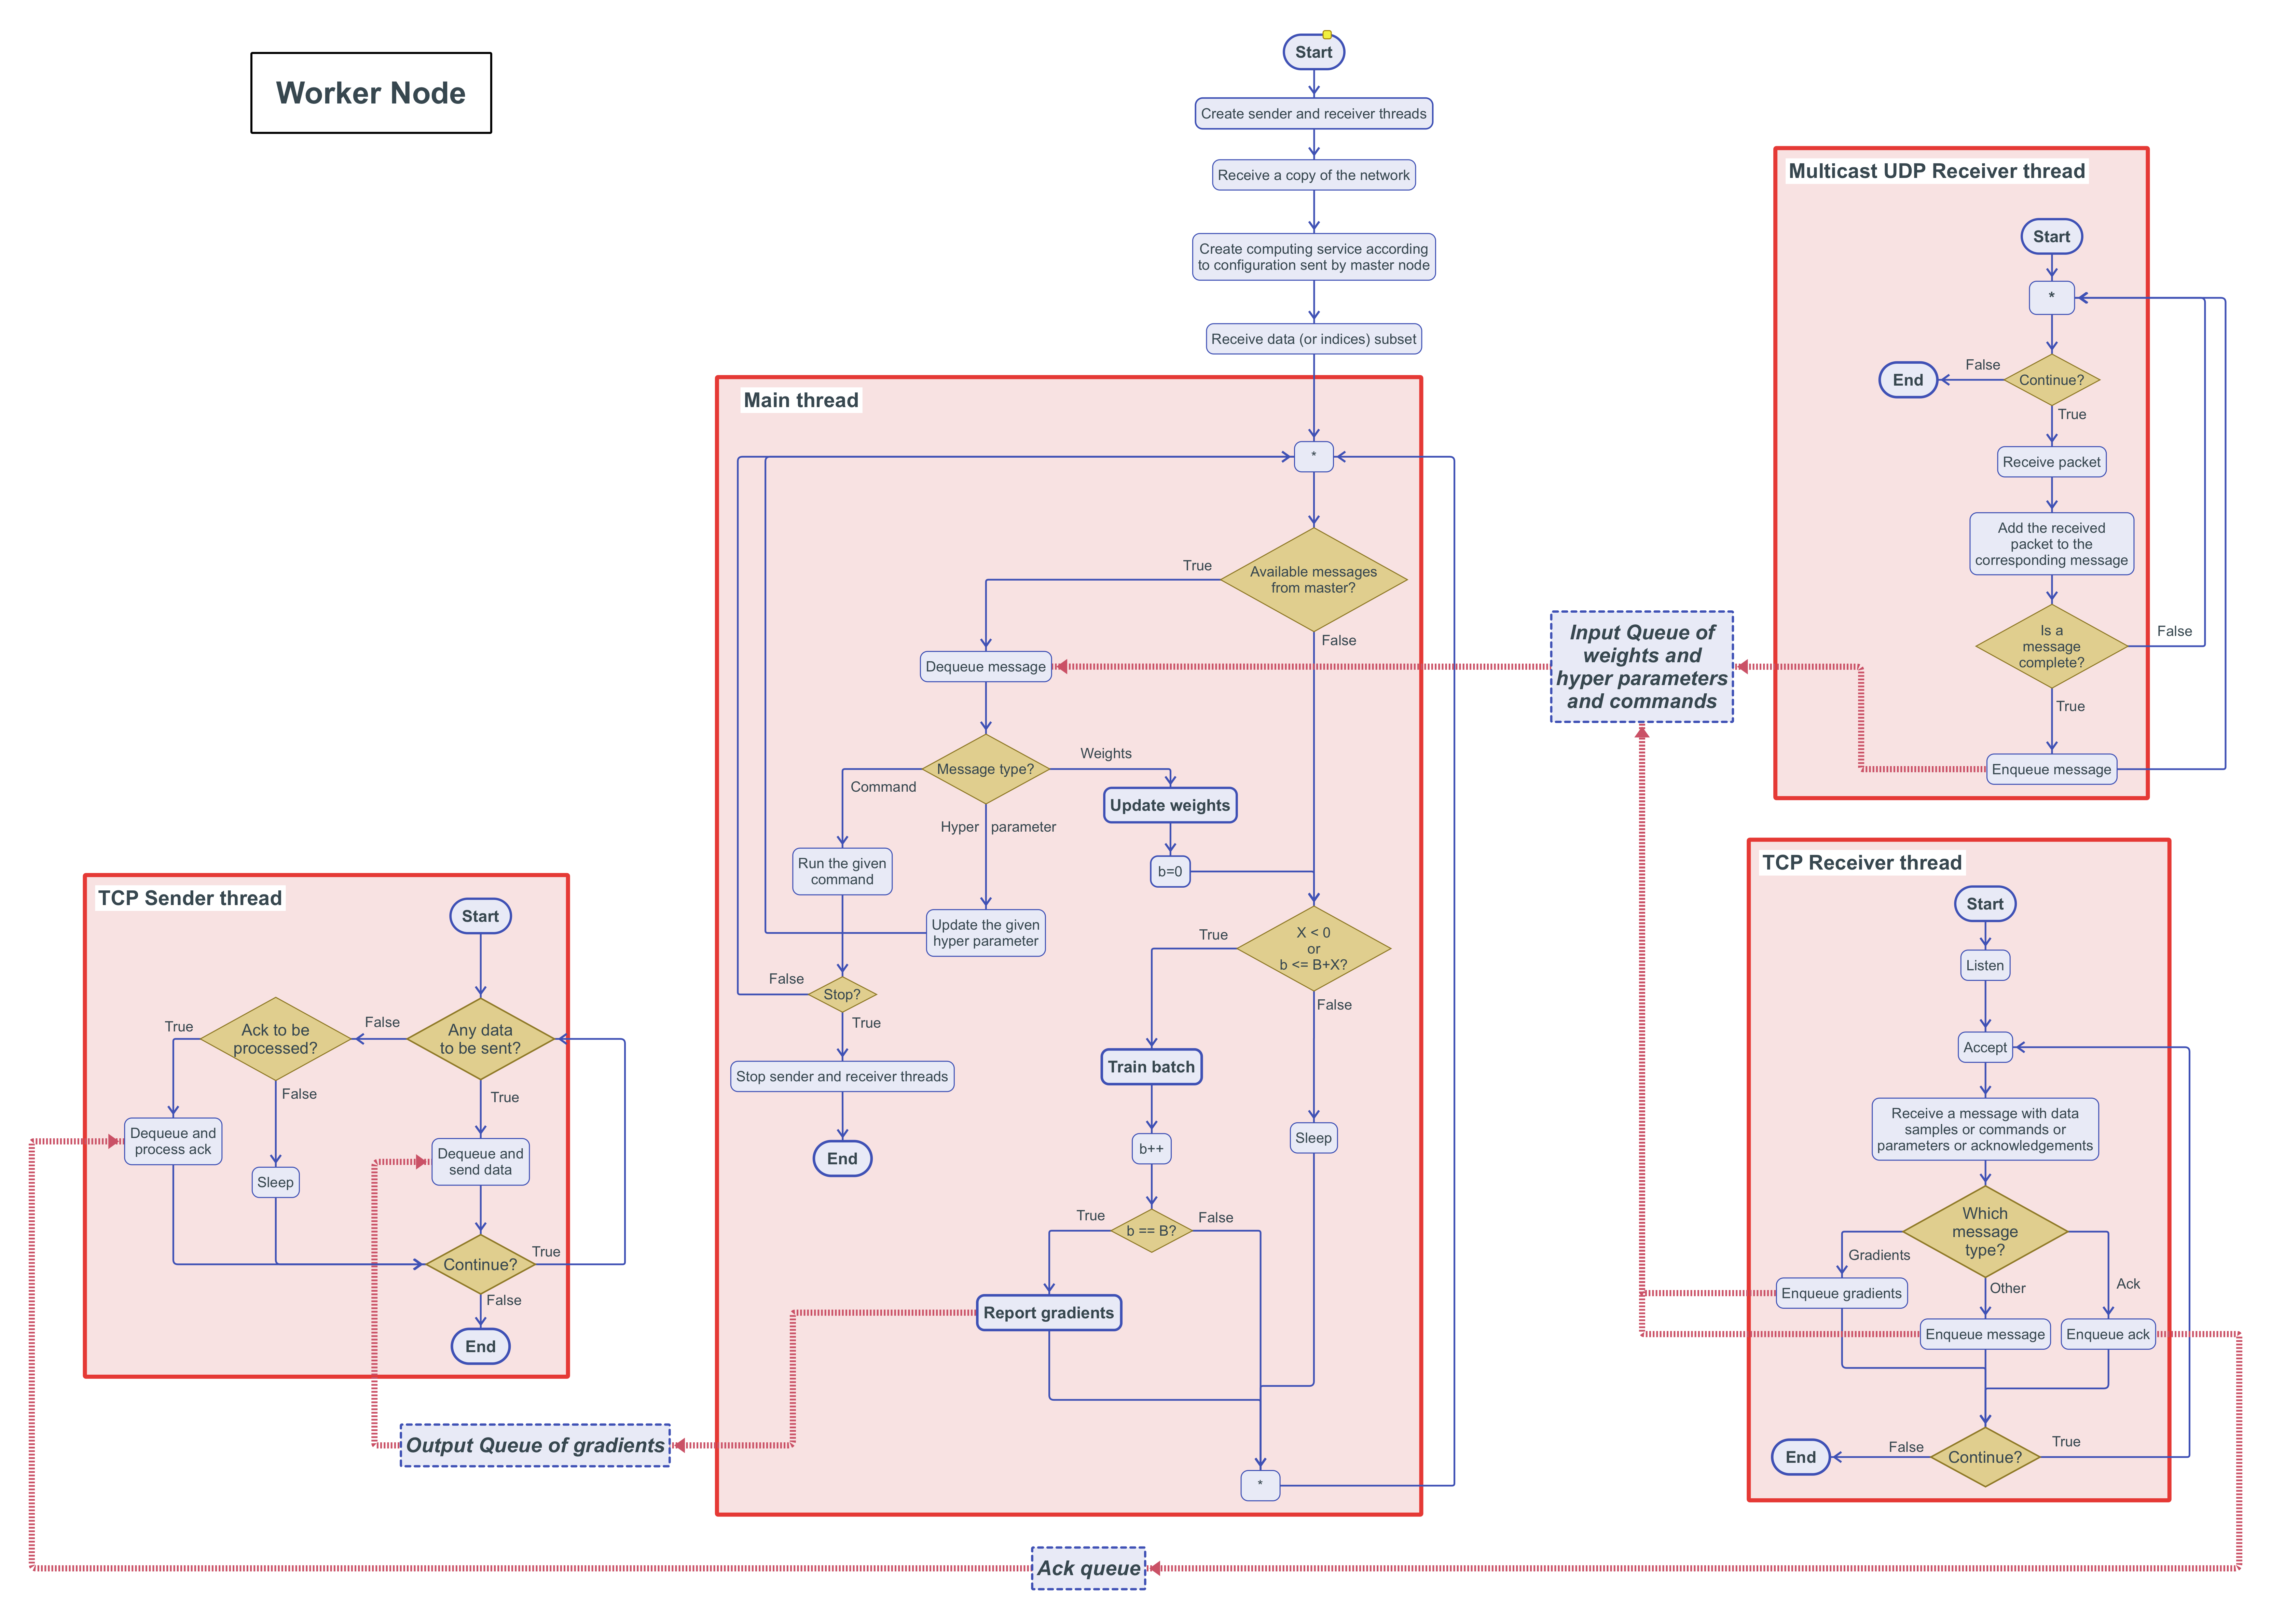 Worker Node
Start
Create sender and receiver threads
Receive a copy of the network
Create computing service according
to configuration sent by master node
Receive data (or indices) subset
Main thread
*
Available messages
from master?
True
False
Dequeue message
Message type?
Command
Hyper parameter
Weights
Update weights
b=0
Run the given
command
Update the given
hyper parameter
Stop?
False
True
Stop sender and receiver threads
End
X < 0
or
b <= B+X?
True
False
Train batch
b++
Sleep
b == B?
True
False
Report gradients
*
Multicast UDP Receiver thread
Start
*
Continue?
False
End
True
Receive packet
Add the received
packet to the
corresponding message
Is a
message
complete?
False
True
Enqueue message
Input Queue of
weights and
hyper parameters
and commands
TCP Sender thread
Start
Any data
to be sent?
False
True
Ack to be
processed?
True
False
Dequeue and
process ack
Sleep
Dequeue and
send data
Continue?
True
False
End
TCP Receiver thread
Start
Listen
Accept
Receive a message with data
samples or commands or
parameters or acknowledgements
Which
message
type?
Gradients
Other
Ack
Enqueue gradients
Enqueue message
Enqueue ack
Continue?
False
True
End
Output Queue of gradients
Ack queue